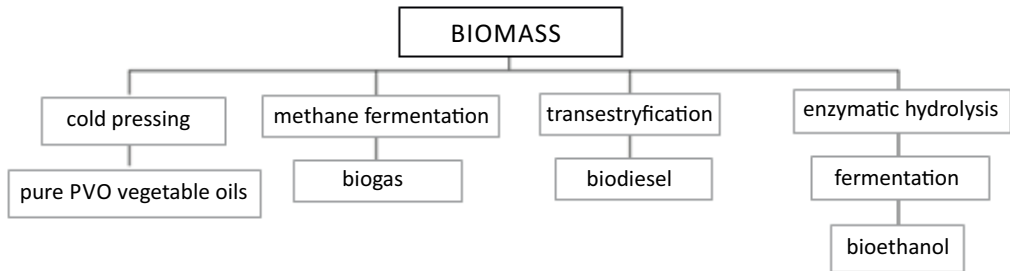 BIOMASS
cold pressing
methane fermentation
transestryfication
enzymatic hydrolysis
pure PVO vegetable oils
biogas
biodiesel
fermentation
bioethanol